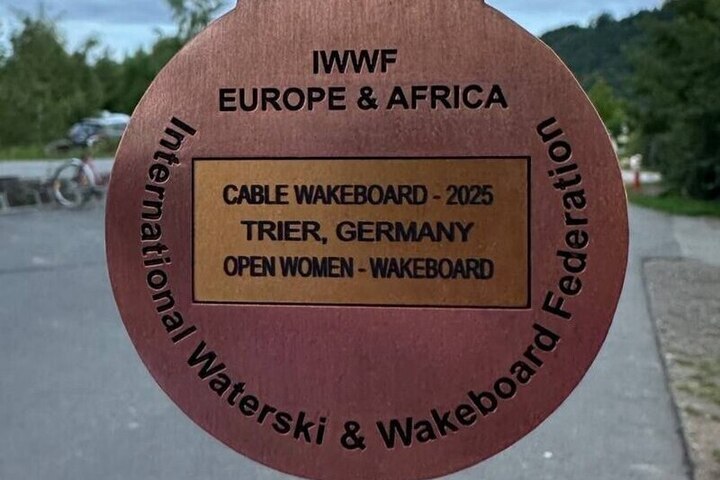 IWWF
EUROPE & AFRICA
CABLE WAKEBOARD - 2025
TRIER, GERMANY
OPEN WOMEN - WAKEBOARD
International Waterski & Wakeboard Federation